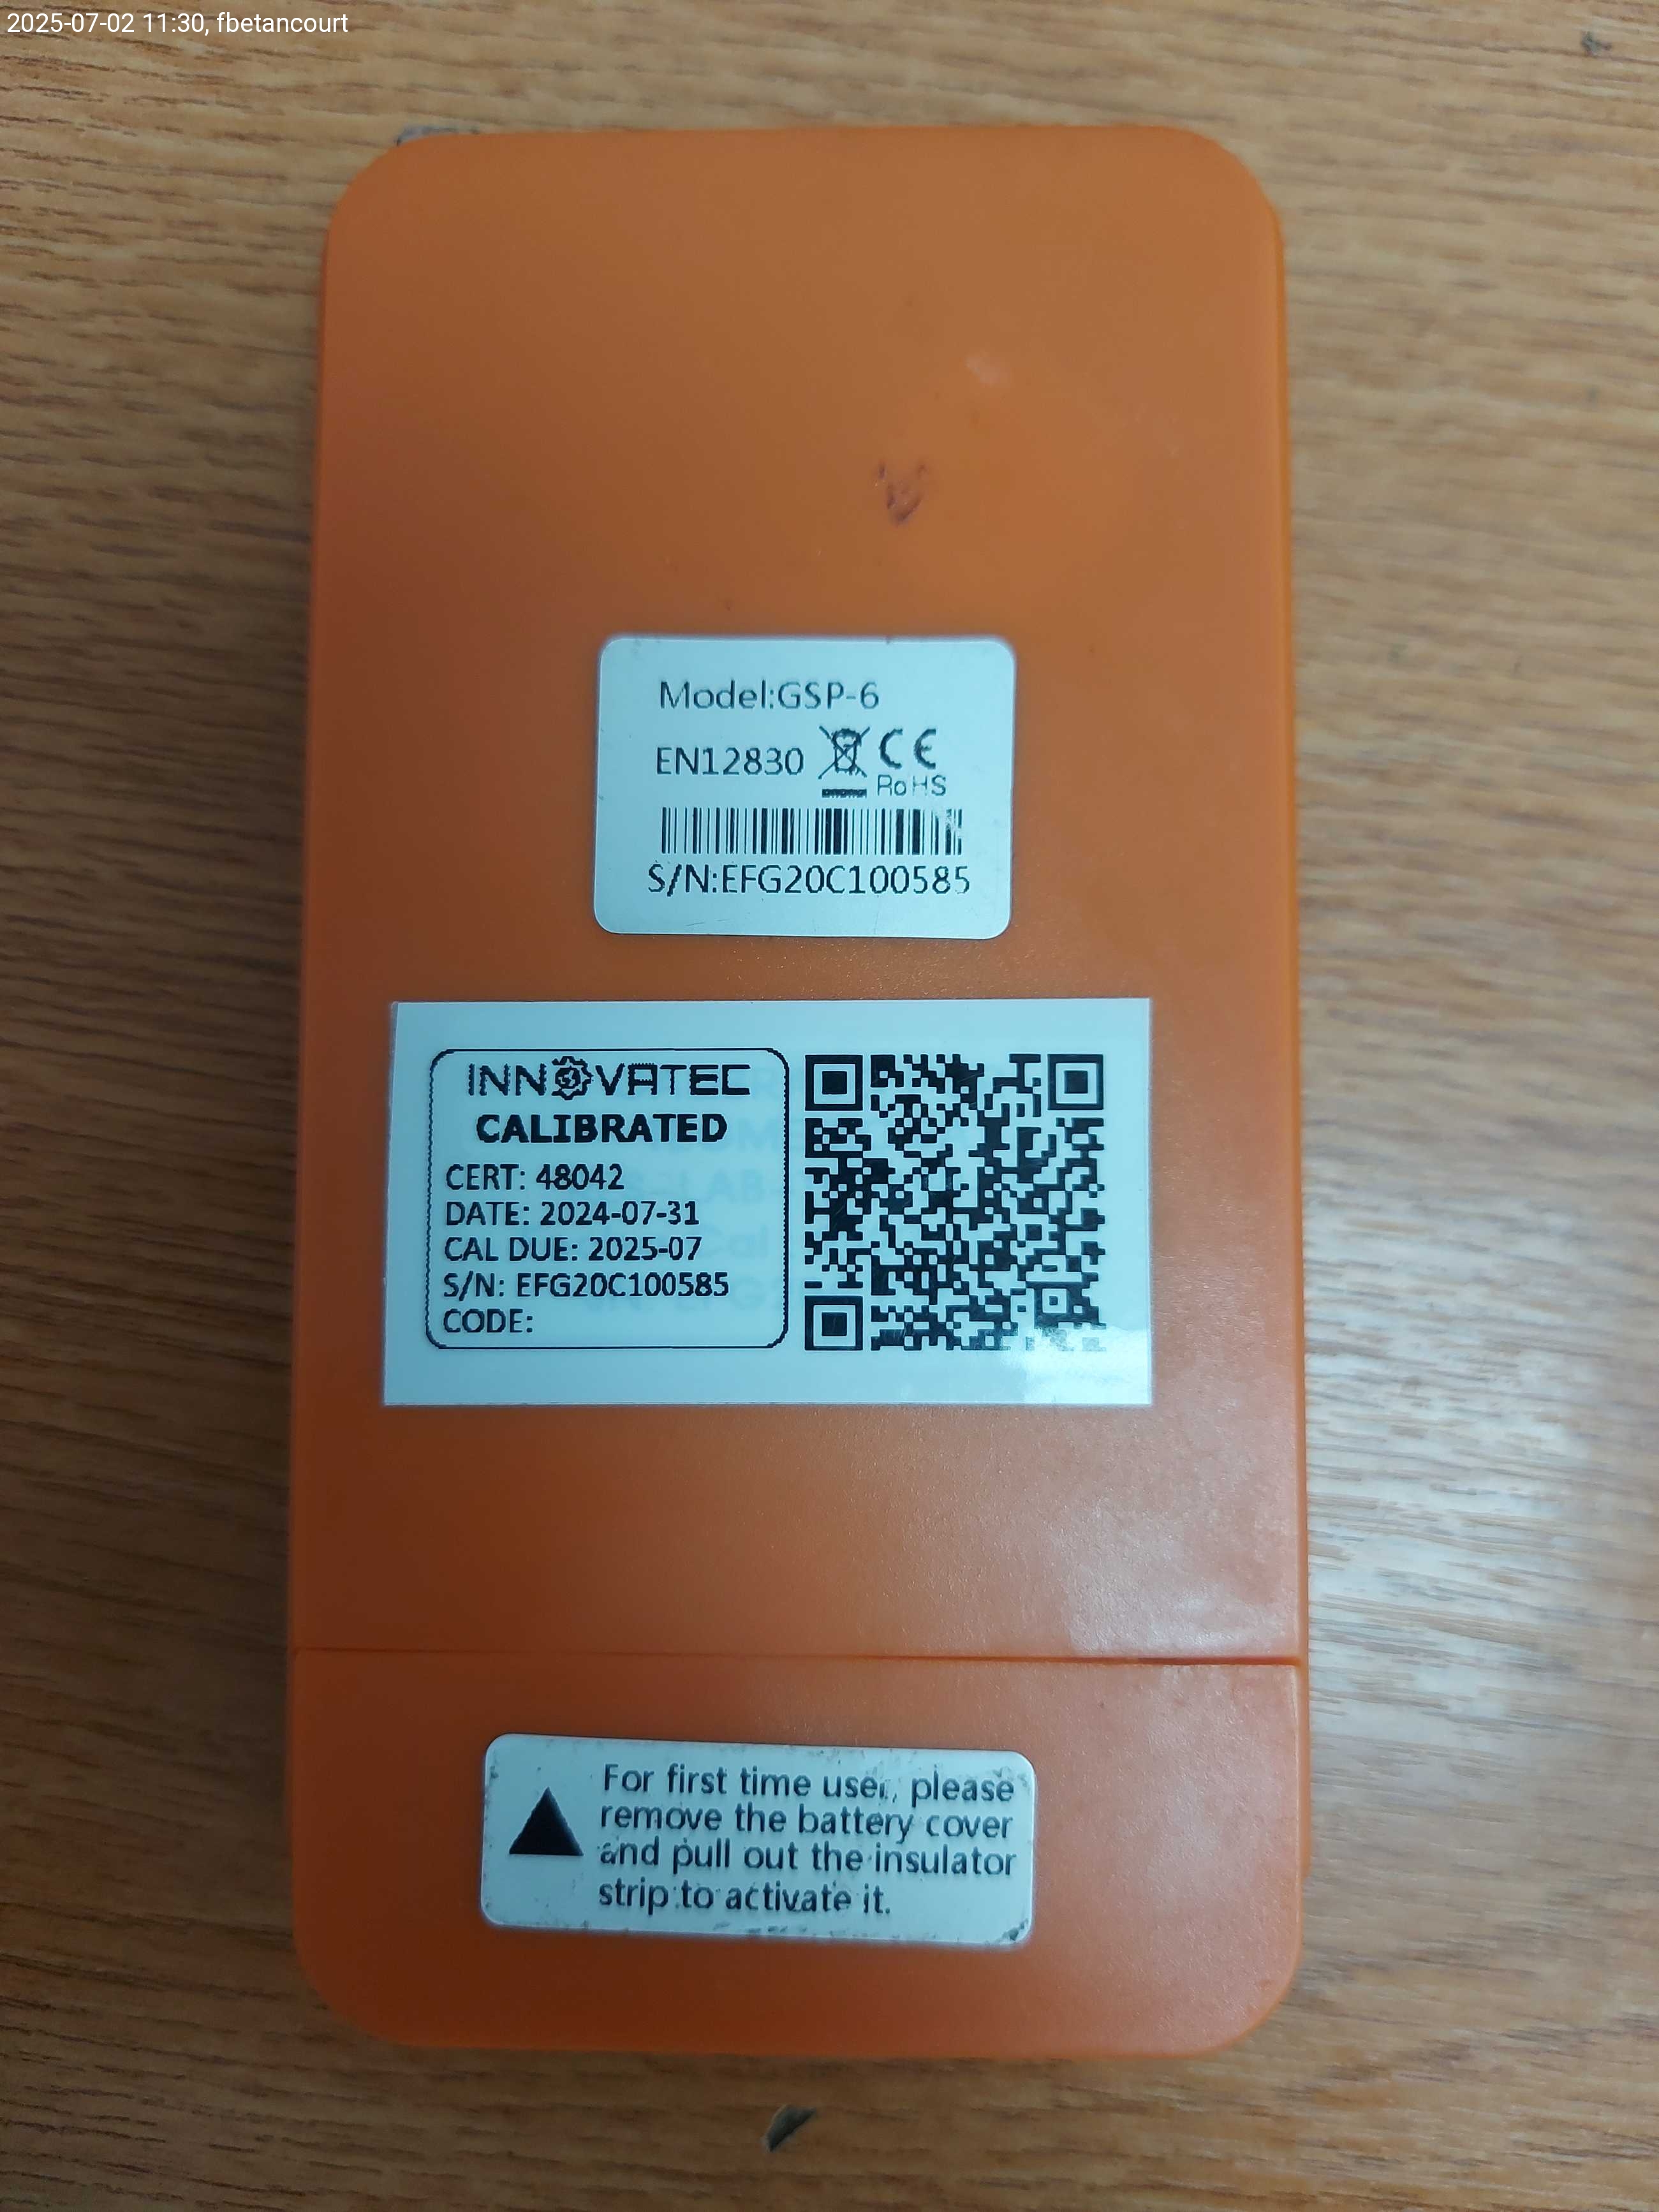 2025-07-02 11:30, fbetancourt
Model:GSP-6
EN12830 CE
RoHS
S/N:EFG20C100585
INNOVATEC
CALIBRATED
CERT: 48042
DATE: 2024-07-31
CAL DUE: 2025-07
S/N: EFG20C100585
CODE:
For first time user, please
remove the battery cover
and pull out the insulator
strip to activate it.